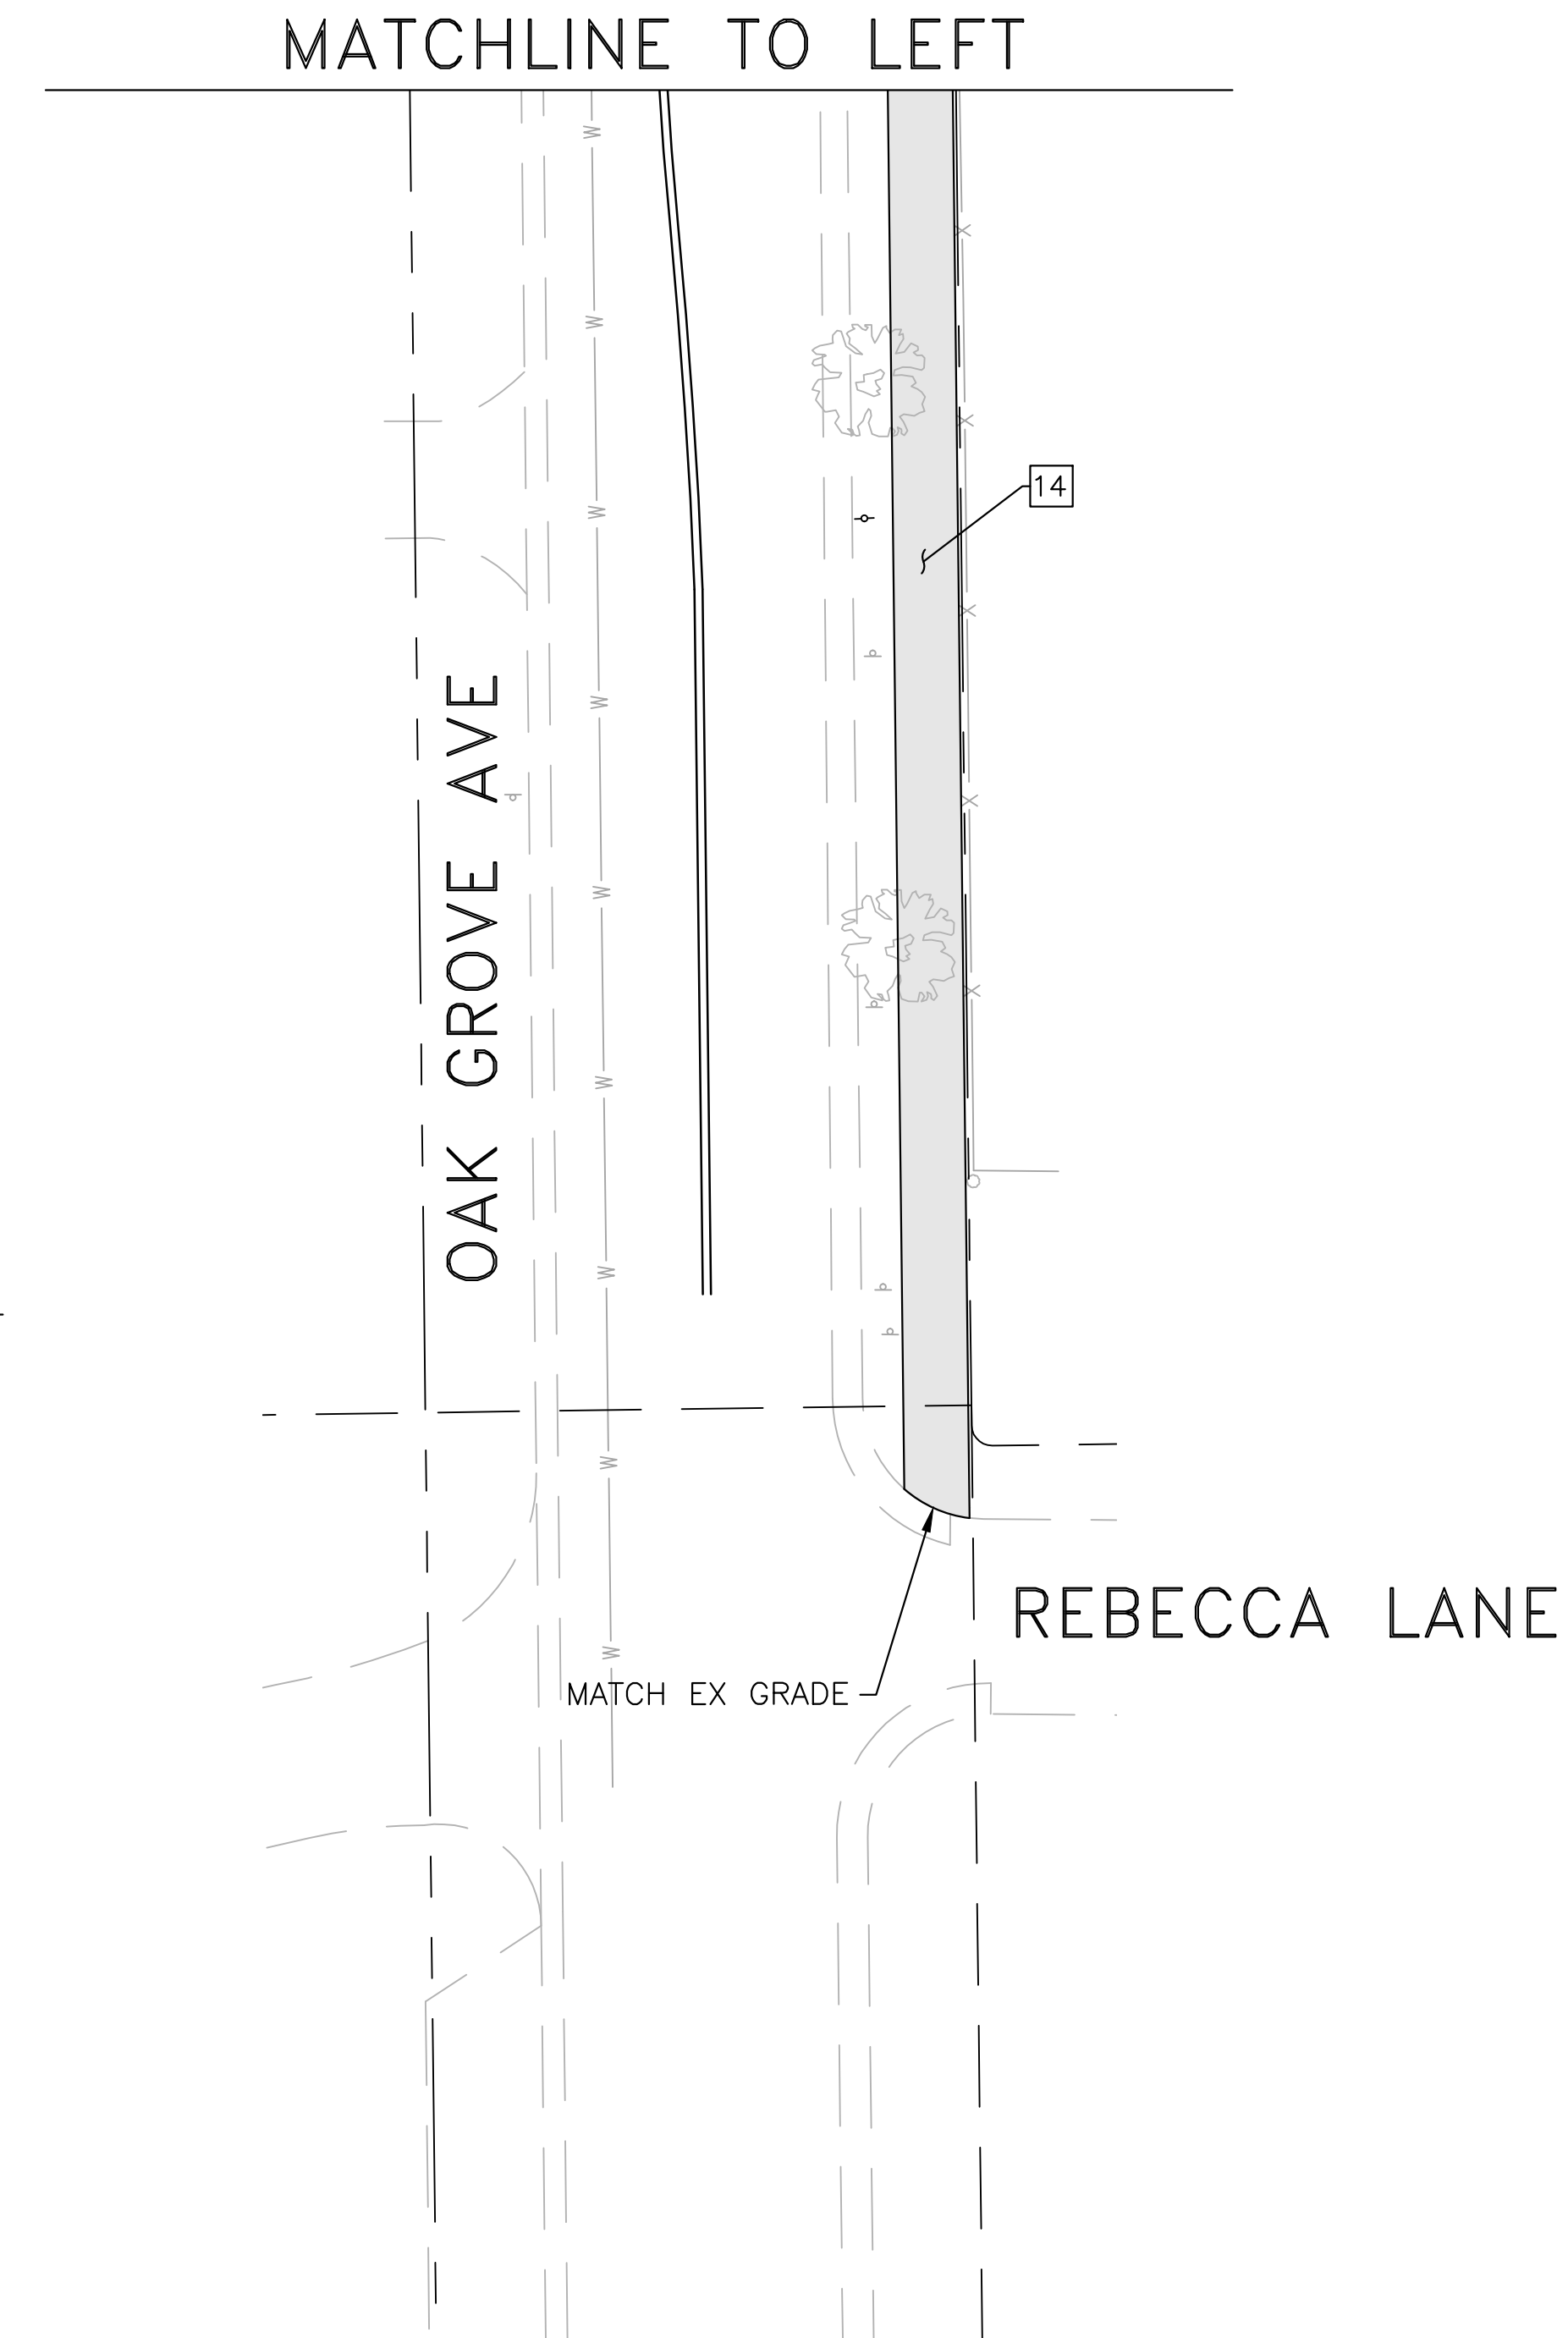 MATCHLINE TO LEFT
14
OAK GROVE AVE
W
W
W
W
W
W
W
W
W
X
X
X
X
X
REBECCA LANE
MATCH EX GRADE